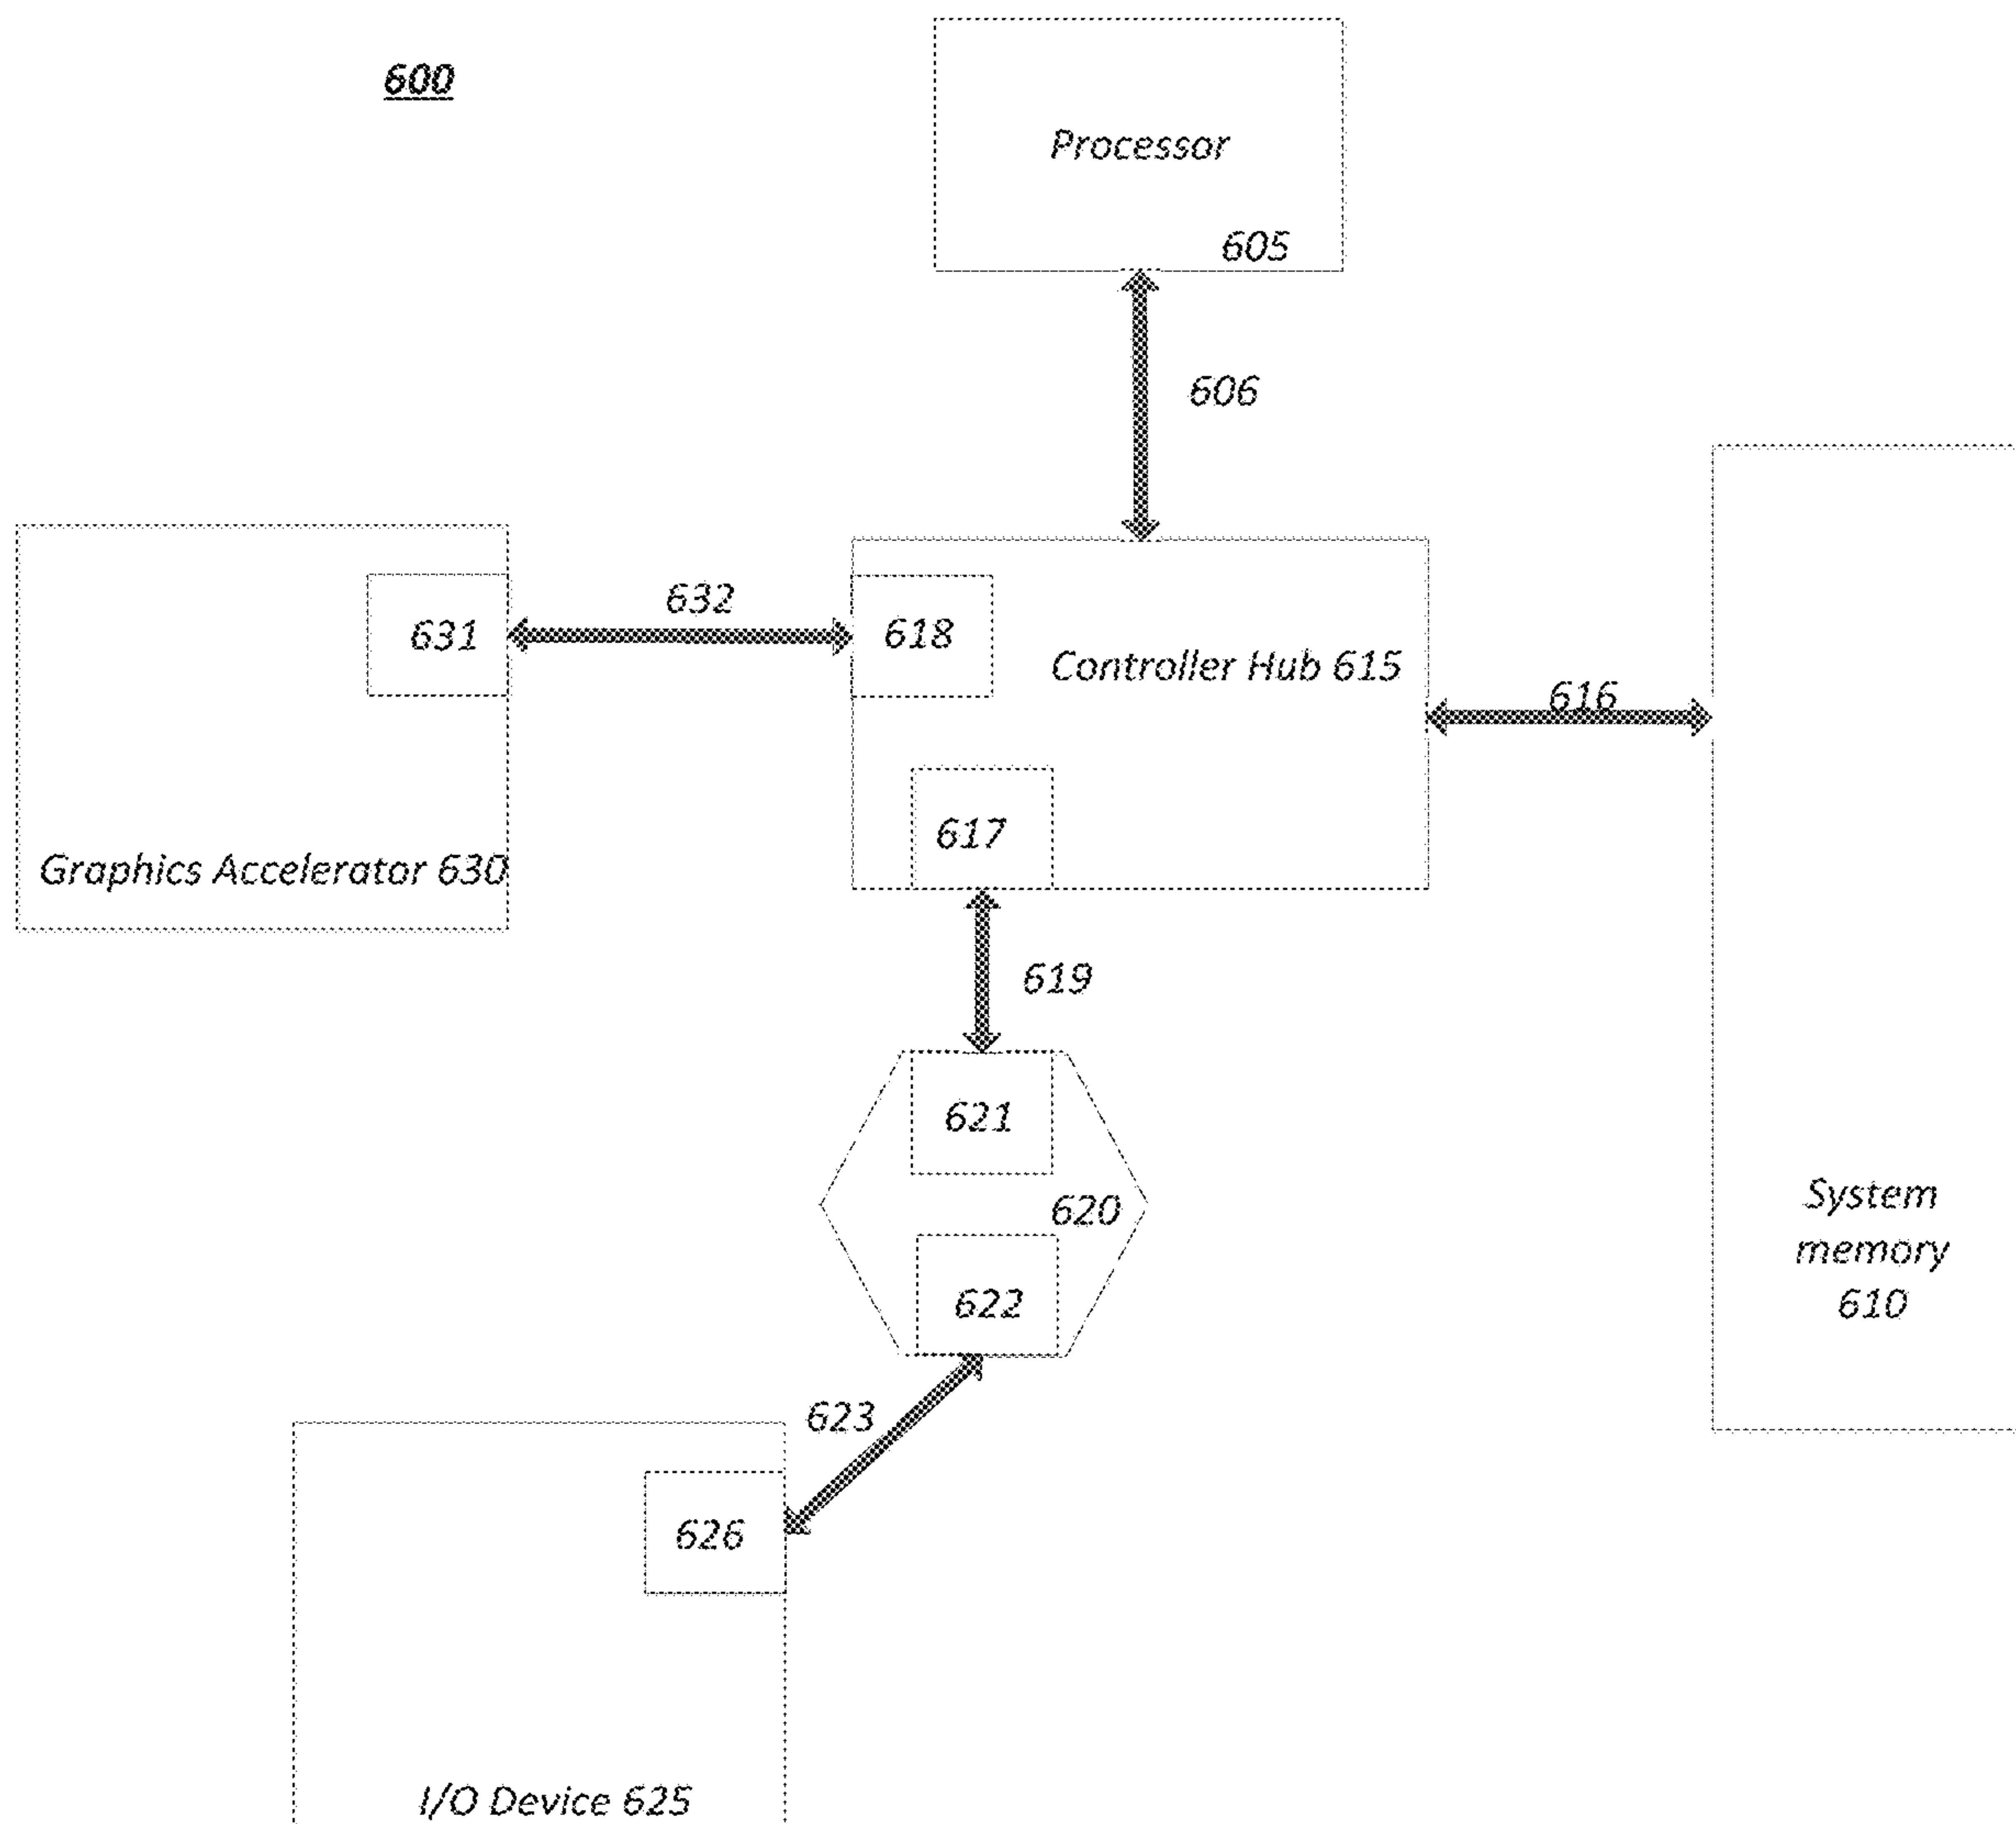 600
Processor
605
606
632
631
618
Controller Hub 615
616
617
Graphics Accelerator 630
619
621
620
622
System
memory
610
623
626
I/O Device 625